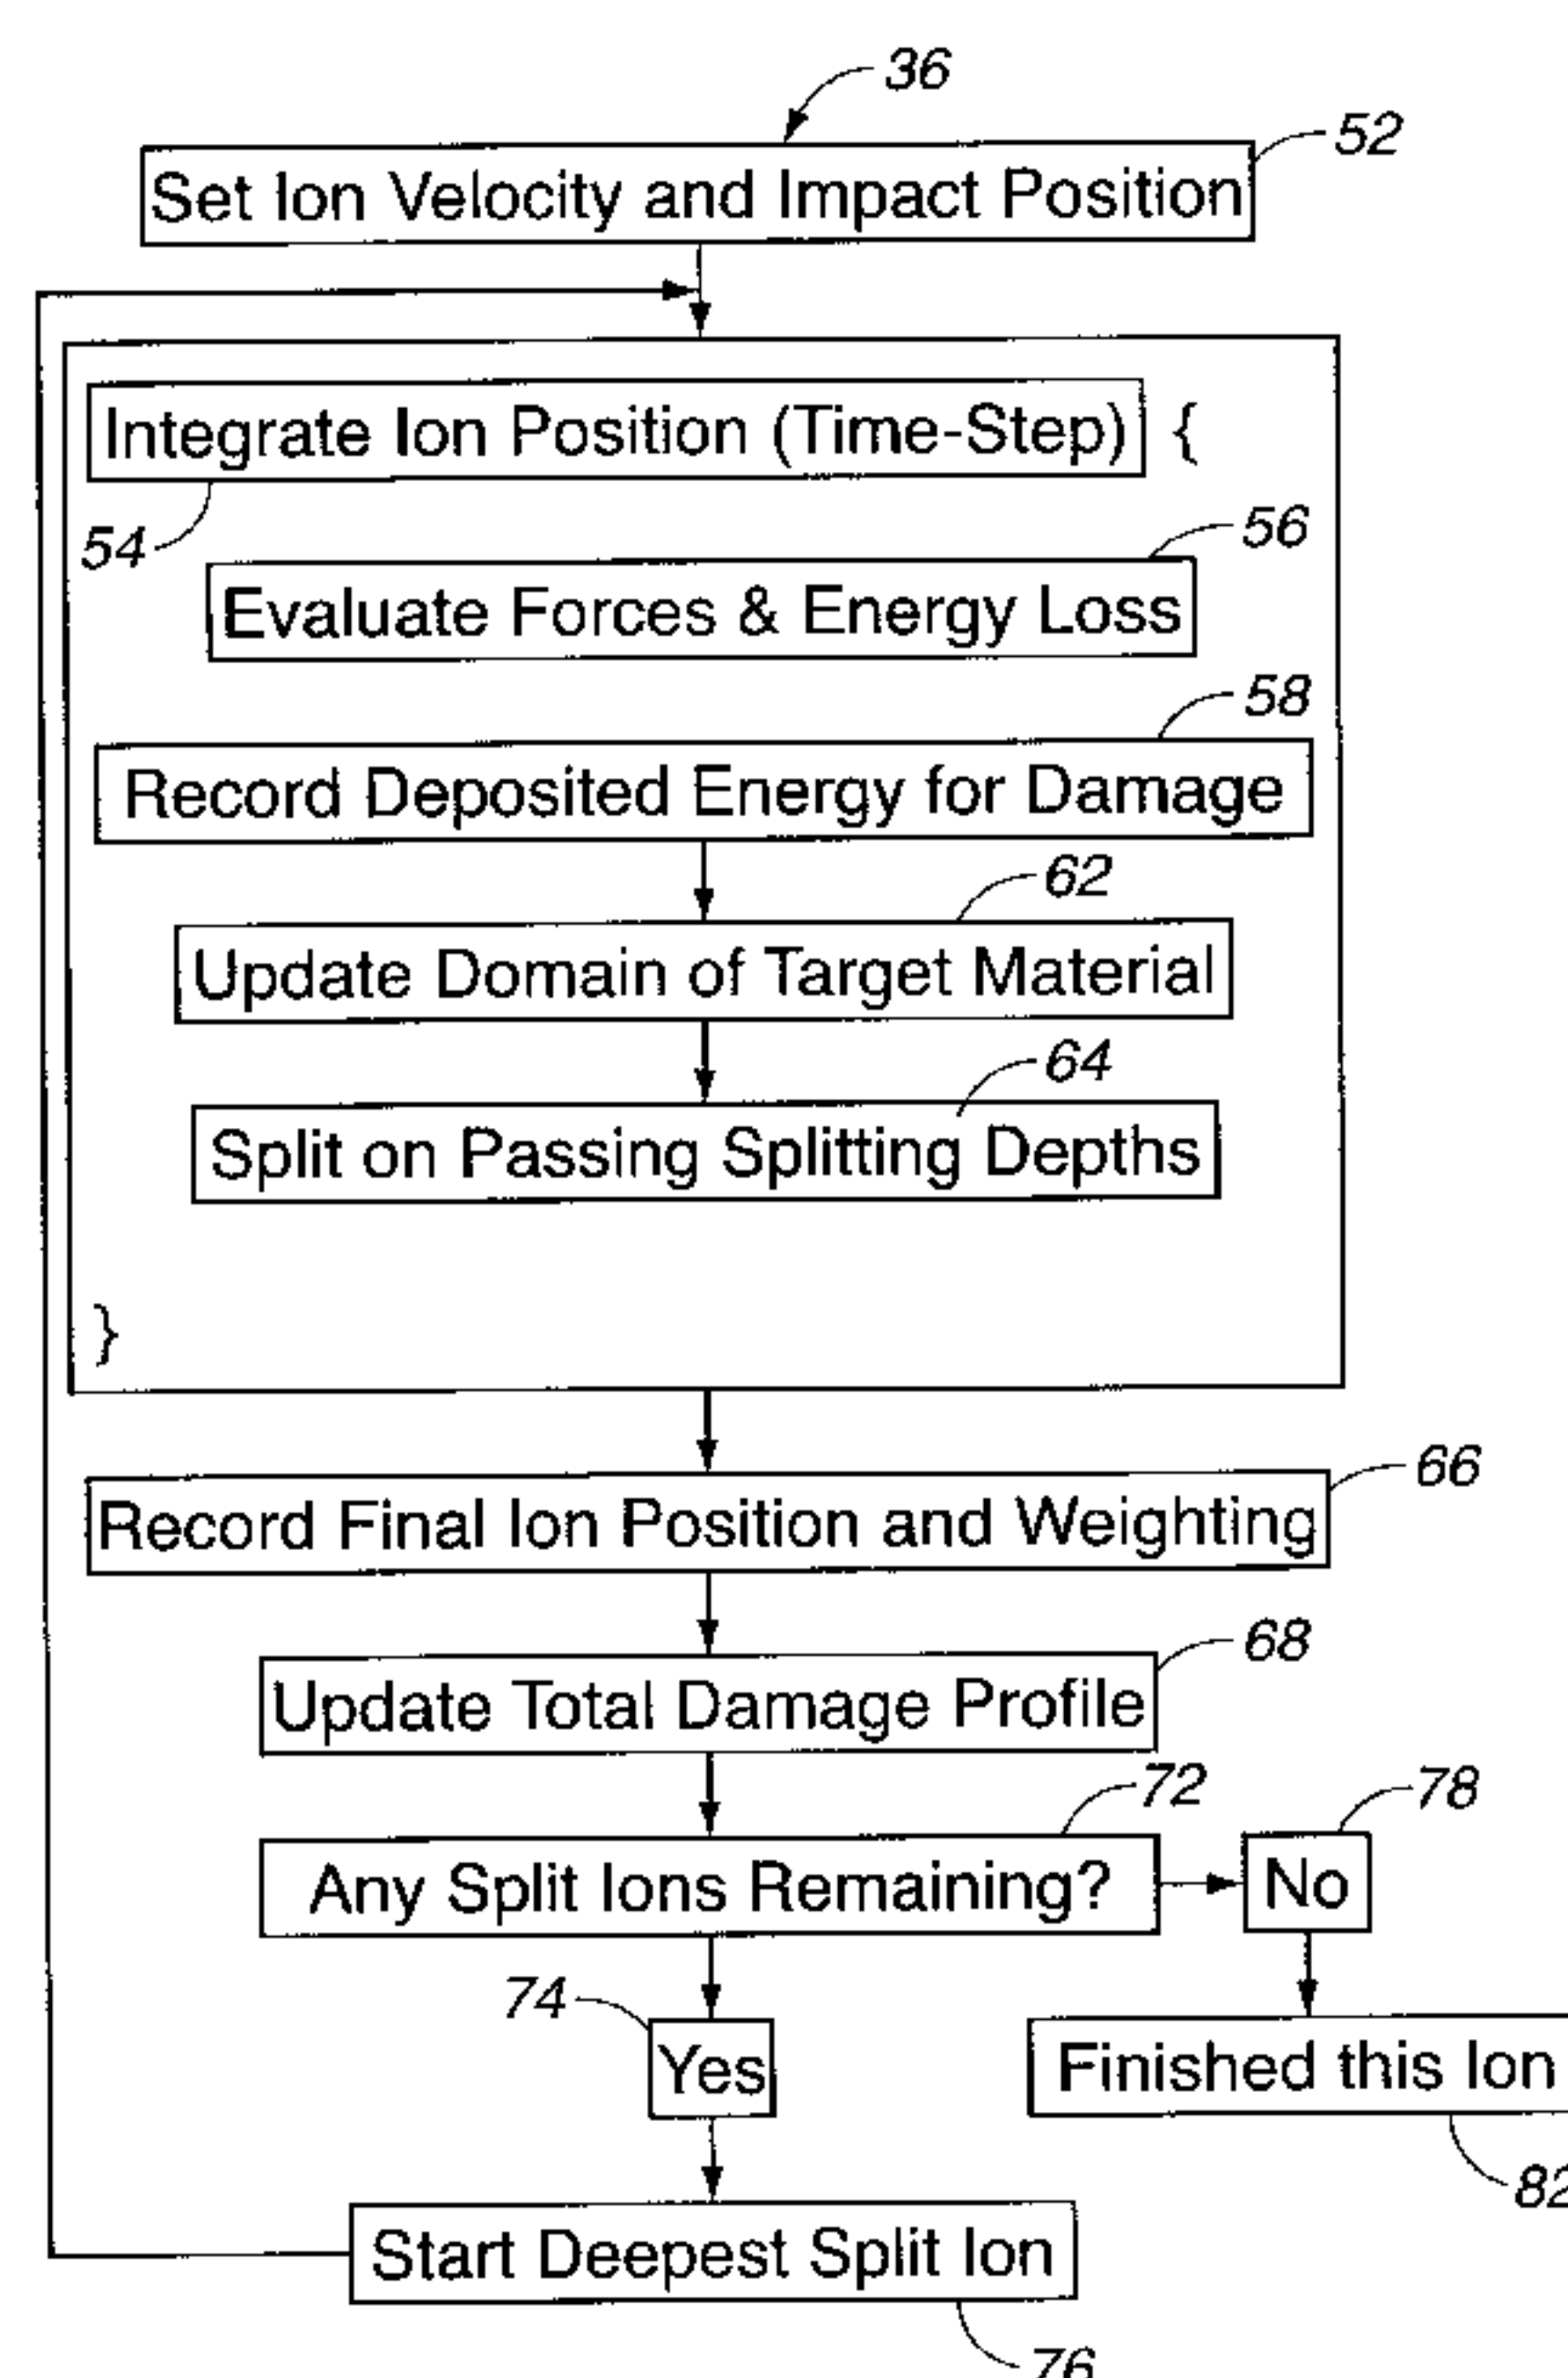 36
52
Set Ion Velocity and Impact Position
Integrate Ion Position (Time-Step) {
54
56
Evaluate Forces & Energy Loss
58
Record Deposited Energy for Damage
62
Update Domain of Target Material
64
Split on Passing Splitting Depths
}
66
Record Final Ion Position and Weighting
68
Update Total Damage Profile
72
78
Any Split Ions Remaining?
No
74
Yes
Finished this Ion
82
Start Deepest Split Ion
76